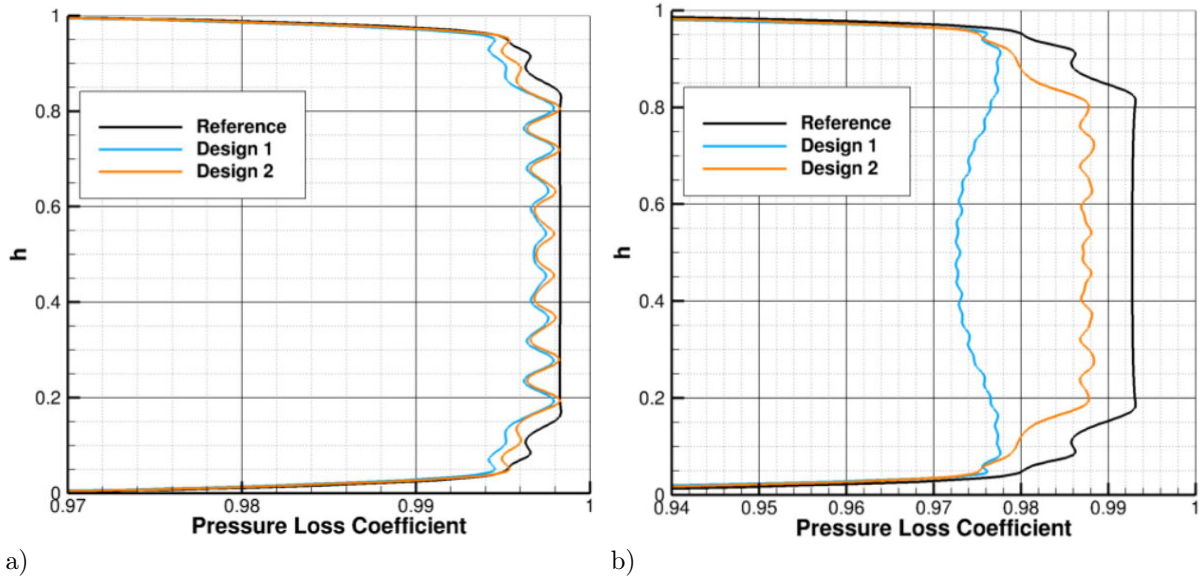 1
0.8
0.6
0.4
0.2
0
h
Reference
Design 1
Design 2
0.97
0.98
0.99
1
Pressure Loss Coefficient
a)
1
0.8
0.6
0.4
0.2
0
h
Reference
Design 1
Design 2
0.94
0.95
0.96
0.97
0.98
0.99
1
Pressure Loss Coefficient
b)